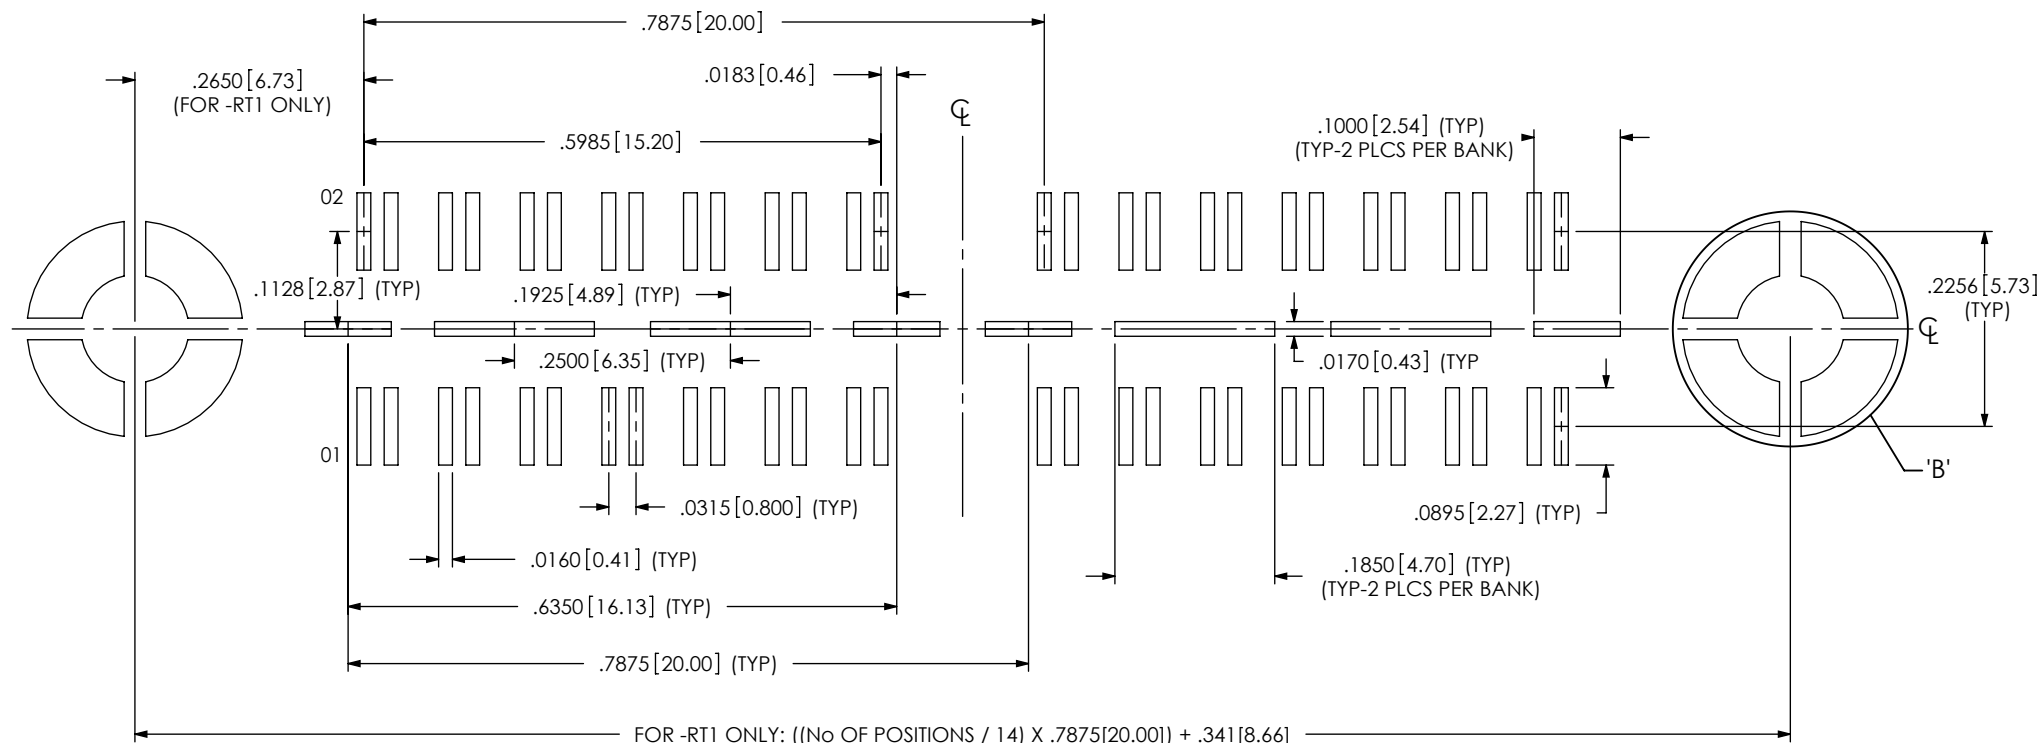 .7875[20.00]
.2650[6.73]
(FOR -RT1 ONLY)
.0183[0.46]
℄
.5985[15.20]
.1000[2.54] (TYP)
(TYP-2 PLCS PER BANK)
02
.1128[2.87] (TYP)
.1925[4.89] (TYP)
.2256[5.73]
(TYP)
℄
.2500[6.35] (TYP)
.0170[0.43] (TYP
01
'B'
.0315[0.800] (TYP)
.0895[2.27] (TYP)
.0160[0.41] (TYP)
.1850[4.70] (TYP)
(TYP-2 PLCS PER BANK)
.6350[16.13] (TYP)
.7875[20.00] (TYP)
FOR -RT1 ONLY: ((No OF POSITIONS / 14) X .7875[20.00]) + .341[8.66]